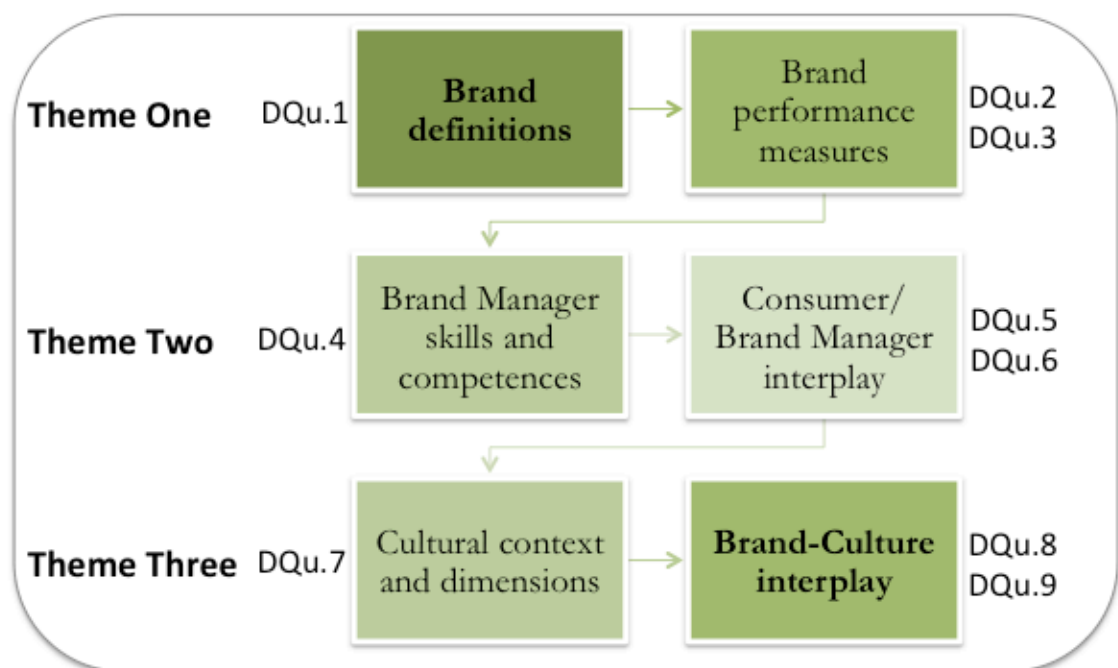 Theme One
DQu.1
Brand
definitions
Brand
performance
measures
DQu.2
DQu.3
Theme Two
DQu.4
Brand Manager
skills and
competences
Consumer/
Brand Manager
interplay
DQu.5
DQu.6
Theme Three
DQu.7
Cultural context
and dimensions
Brand-Culture
interplay
DQu.8
DQu.9